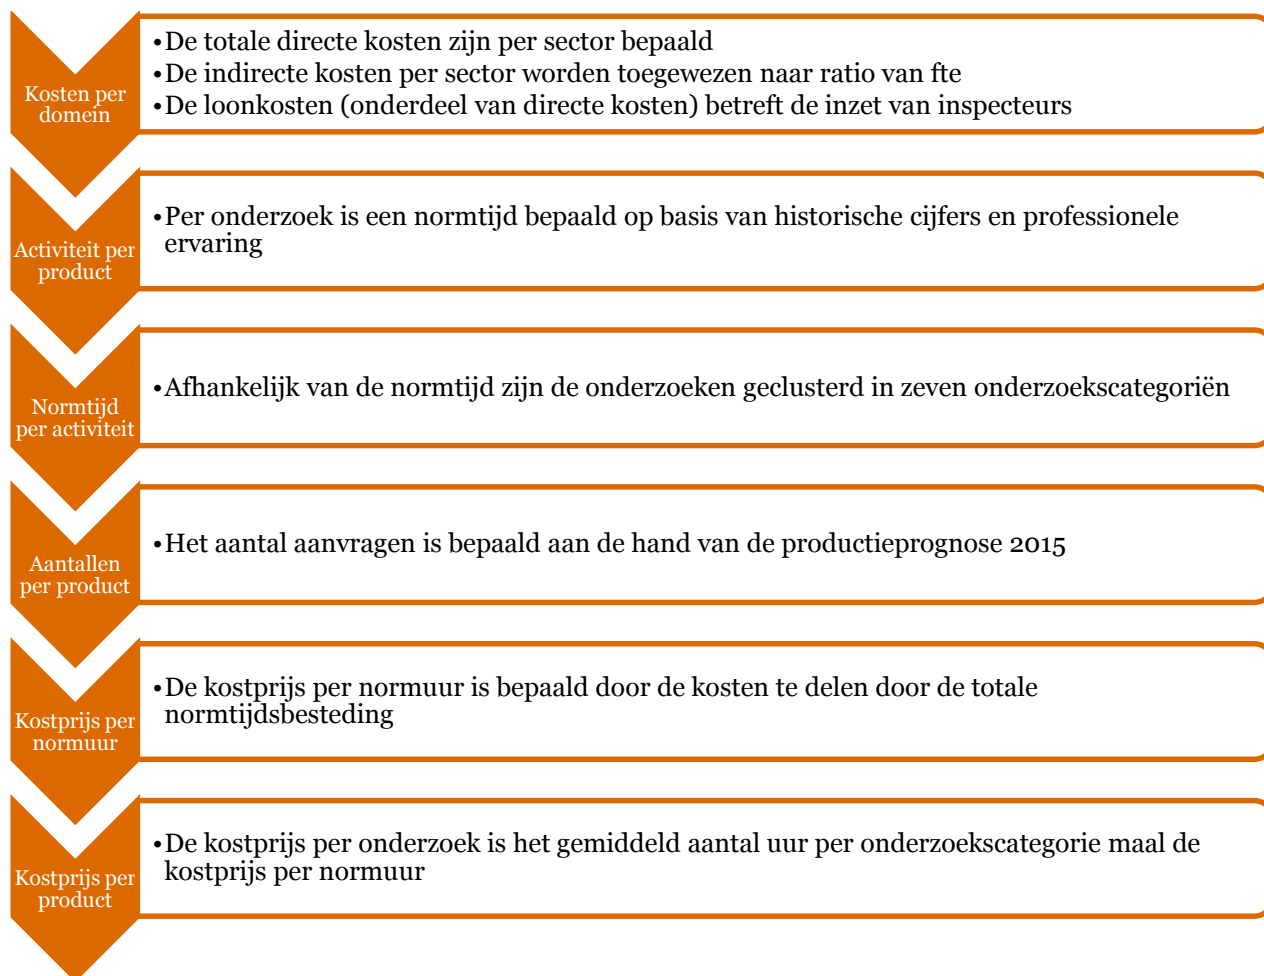 Kosten per
domein
•De totale directe kosten zijn per sector bepaald
•De indirecte kosten per sector worden toegewezen naar ratio van fte
•De loonkosten (onderdeel van directe kosten) betreft de inzet van inspecteurs
Activiteit per
product
•Per onderzoek is een normtijd bepaald op basis van historische cijfers en professionele
ervaring
Normtijd
per activiteit
•Afhankelijk van de normtijd zijn de onderzoeken geclusterd in zeven onderzoekscategoriën
Aantallen
per product
•Het aantal aanvragen is bepaald aan de hand van de productieprognose 2015
Kostprijs per
normuur
•De kostprijs per normuur is bepaald door de kosten te delen door de totale
normtijdsbesteding
Kostprijs per
product
•De kostprijs per onderzoek is het gemiddeld aantal uur per onderzoekscategorie maal de
kostprijs per normuur